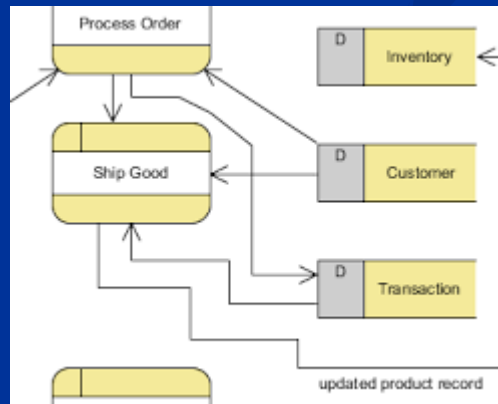 Process Order
D
Inventory
D
Ship Good
Customer
D
Transaction
updated product record